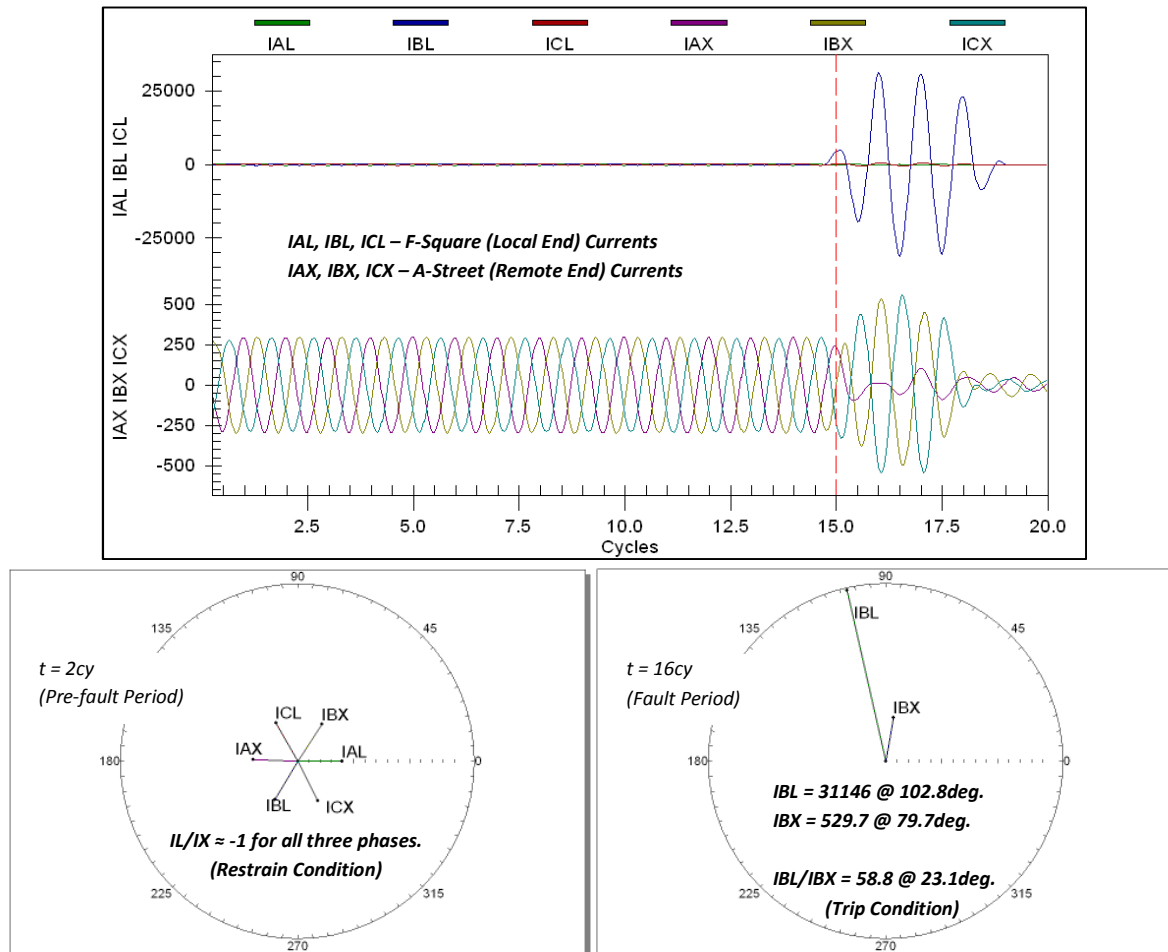 IAL IBL ICL IAX IBX ICX
IAL IBL ICL
25000
0
-25000
IAL, IBL, ICL – F-Square (Local End) Currents
IAX, IBX, ICX – A-Street (Remote End) Currents
IAX IBX ICX
500
250
0
-250
-500
2.5 5.0 7.5 10.0 12.5 15.0 17.5 20.0
Cycles
90
135 45
t = 2cy
(Pre-fault Period)
ICL IBX
IAX IAL
180 0
IBL ICX
IL/IX ≈ -1 for all three phases.
(Restrain Condition)
225 315
270
90
IBL
135 45
t = 16cy
(Fault Period)
IBX
180 0
IBL = 31146 @ 102.8deg.
IBX = 529.7 @ 79.7deg.
IBL/IBX = 58.8 @ 23.1deg.
(Trip Condition)
225 315
270